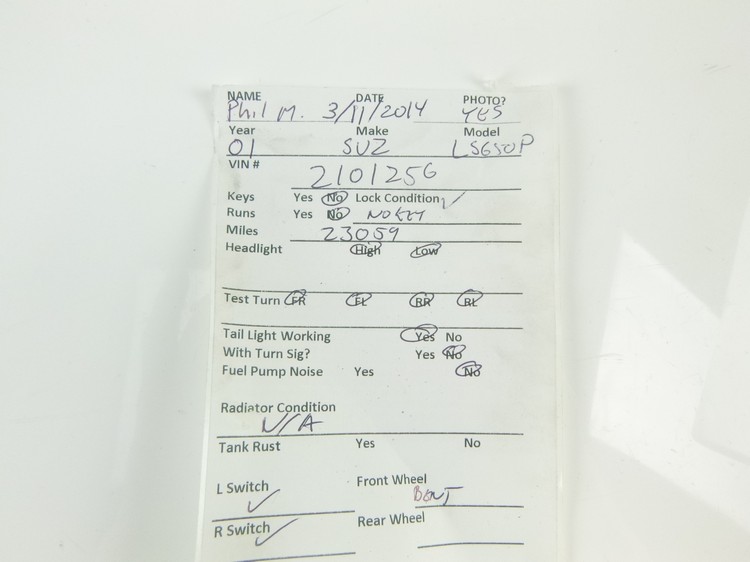 NAME DATE PHOTO?
Phil M. 3/11/2014 YES
Year Make Model
01 SUZ LS650P
VIN # 2101256
Keys Yes No Lock Condition ✓
Runs Yes No NO KEY
Miles 23059
Headlight High Low
Test Turn FR FL RR RL
Tail Light Working Yes No
With Turn Sig? Yes No
Fuel Pump Noise Yes No
Radiator Condition
N/A
Tank Rust Yes No
L Switch ✓ Front Wheel BENT
R Switch ✓ Rear Wheel